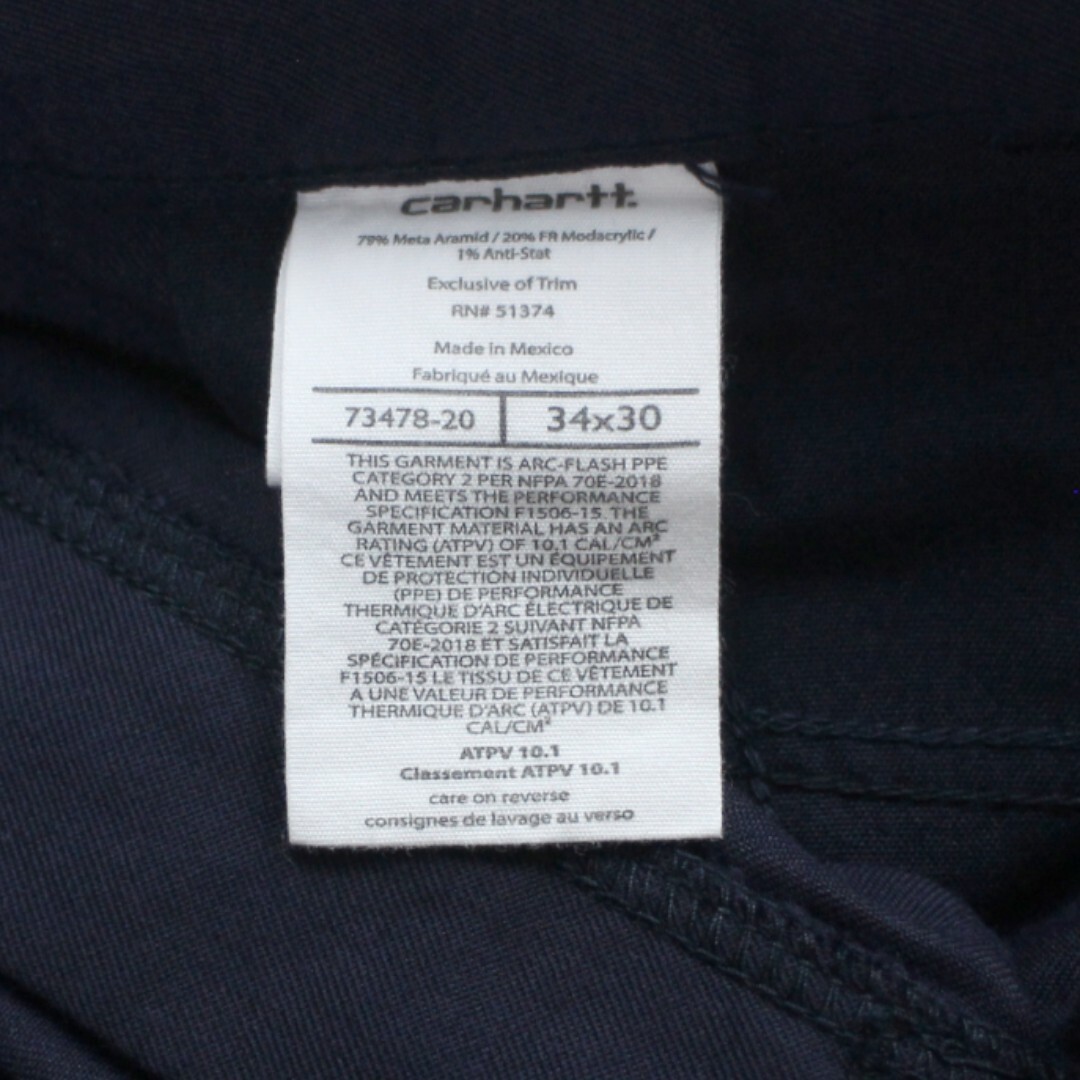 carhartt.
79% Meta Aramid / 20% FR Modacrylic /
1% Anti-Stat
Exclusive of Trim
RN# 51374
Made in Mexico
Fabriqué au Mexique
73478-20 34x30
THIS GARMENT IS ARC-FLASH PPE
CATEGORY 2 PER NFPA 70E-2018
AND MEETS THE PERFORMANCE
SPECIFICATION F1506-15. THE
GARMENT MATERIAL HAS AN ARC
RATING (ATPV) OF 10.1 CAL/CM²
CE VÊTEMENT EST UN ÉQUIPEMENT
DE PROTECTION INDIVIDUELLE
(PPE) DE PERFORMANCE
THERMIQUE D'ARC ÉLECTRIQUE DE
CATÉGORIE 2 SUIVANT NFPA
70E-2018 ET SATISFAIT LA
SPÉCIFICATION DE PERFORMANCE
F1506-15 LE TISSU DE CE VÊTEMENT
A UNE VALEUR DE PERFORMANCE
THERMIQUE D'ARC (ATPV) DE 10.1
CAL/CM²
ATPV 10.1
Classement ATPV 10.1
care on reverse
consignes de lavage au verso